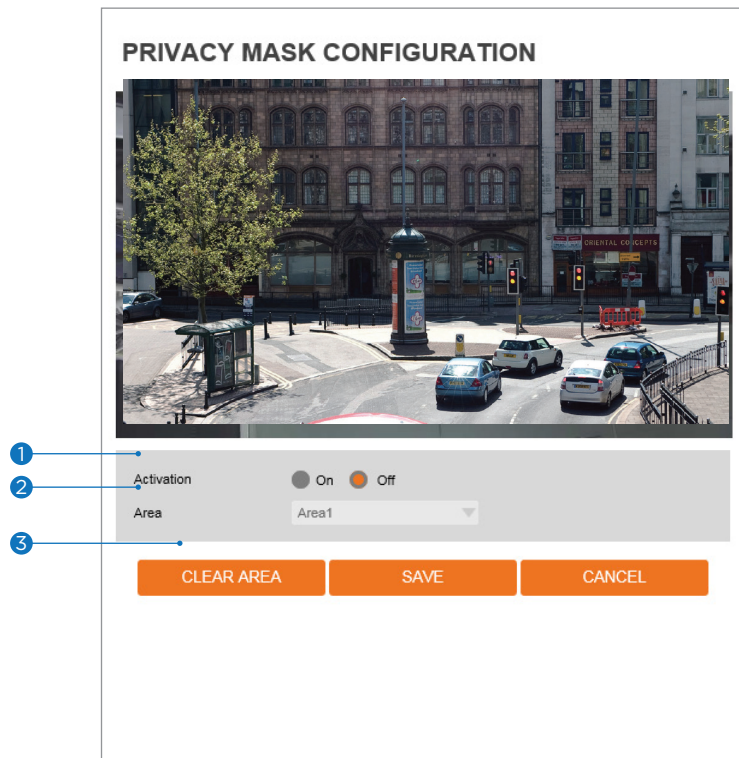 PRIVACY MASK CONFIGURATION
ORIENTAL CONCEPTS
1
Activation
On
Off
2
Area
Area1
3
CLEAR AREA
SAVE
CANCEL